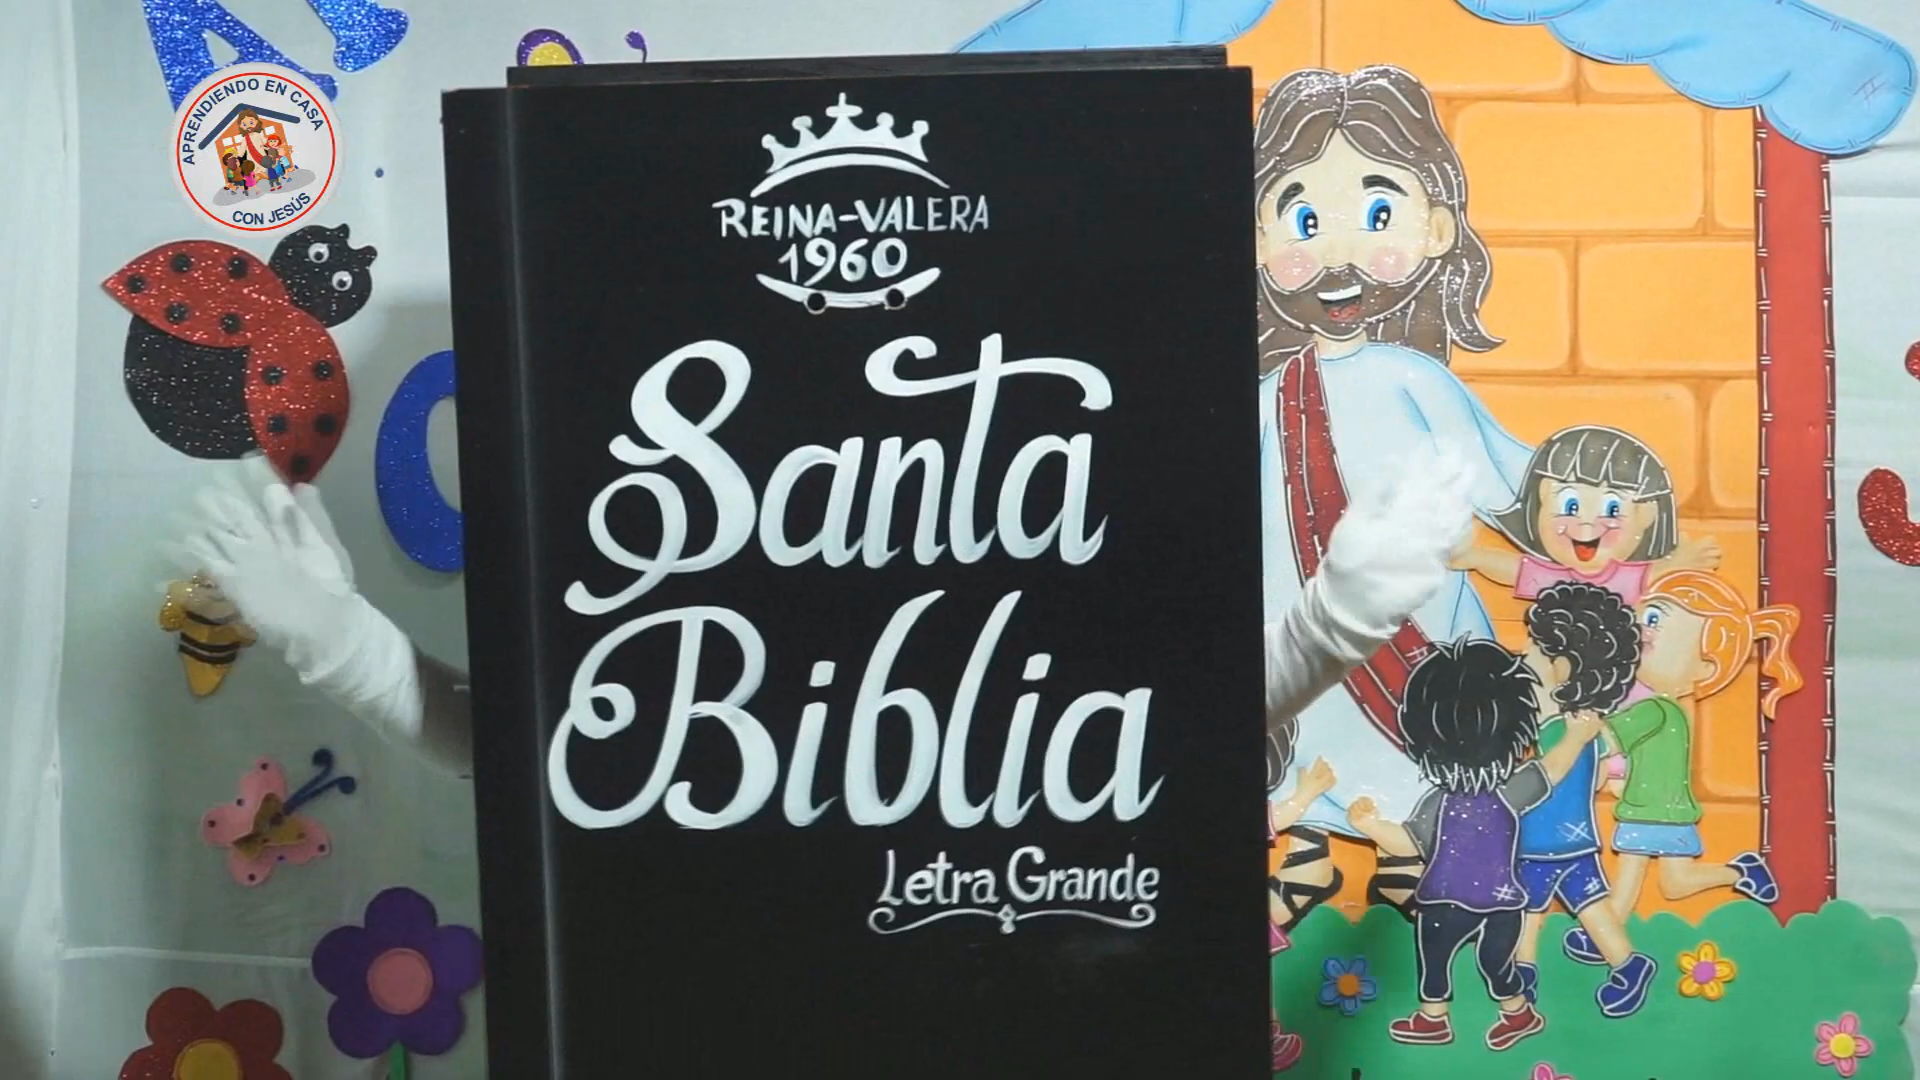 APRENDIENDO EN CASA
CON JESÚS
REINA-VALERA
1960
Santa
Biblia
Letra Grande